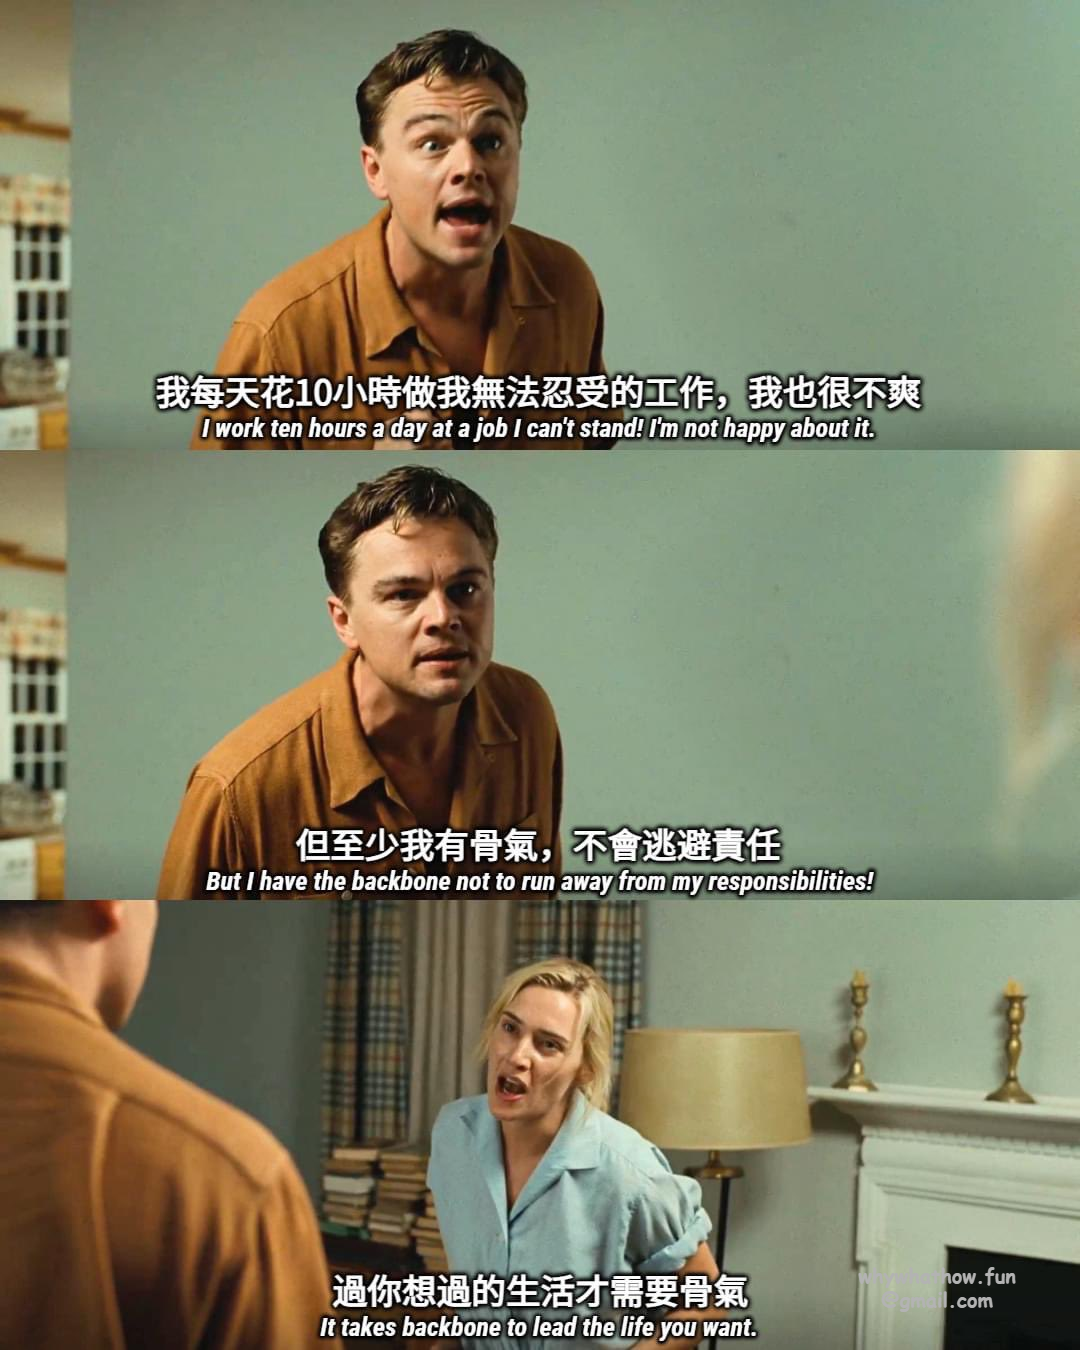 我每天花10小時做我無法忍受的工作，我也很不爽
I work ten hours a day at a job I can't stand! I'm not happy about it.
但至少我有骨氣，不會逃避責任
But I have the backbone not to run away from my responsibilities!
過你想過的生活才需要骨氣
It takes backbone to lead the life you want.
.fun
gmail.com